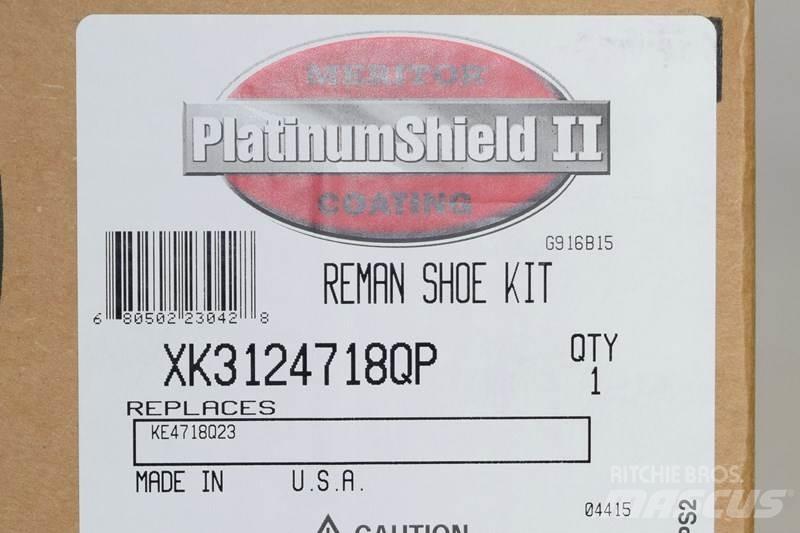 MERITOR
PlatinumShield II
COATING
G916B15
REMAN SHOE KIT
6 80502 23042 8
XK3124718QP
QTY
1
REPLACES
KE4718Q23
MADE IN U.S.A.
04415
PS2
CAUTION
RITCHIE BROS.
MASCUS